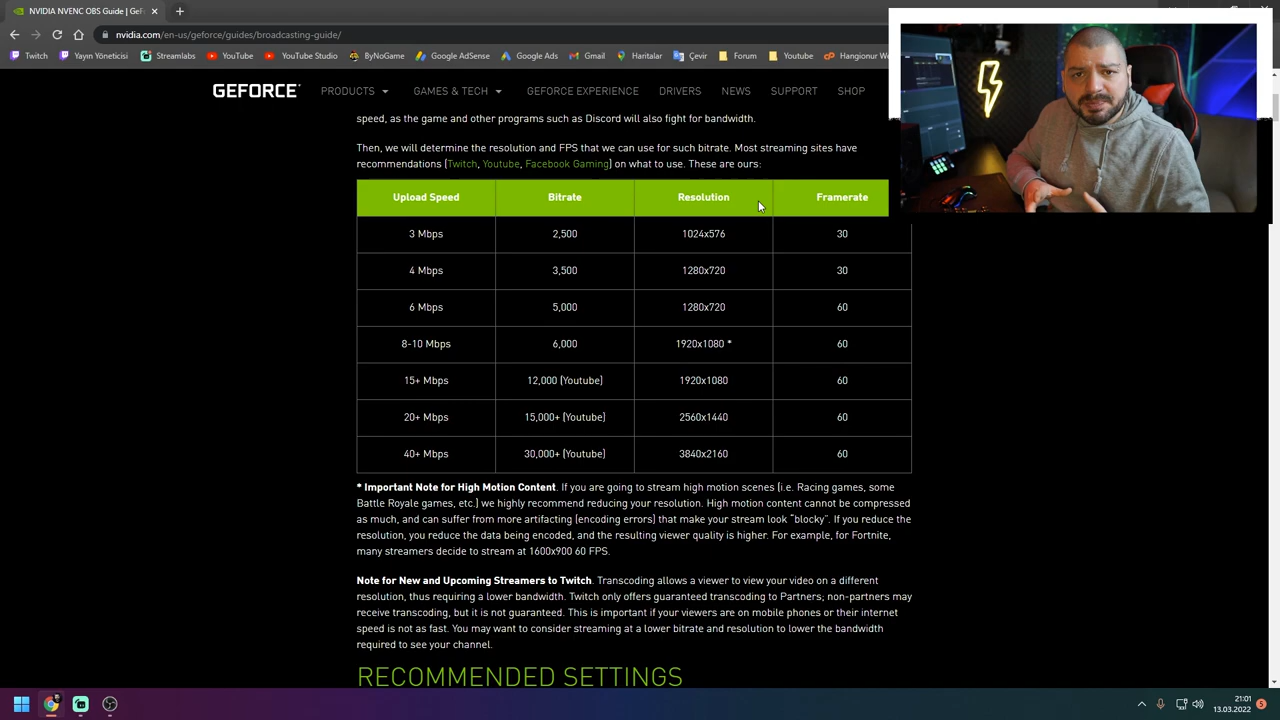 NVIDIA NVENC OBS Guide | GeF
nvidia.com/en-us/geforce/guides/broadcasting-guide/
Twitch Yayın Yöneticisi Streamlabs YouTube YouTube Studio ByNoGame Google AdSense Google Ads Gmail Haritalar Çevir Forum Youtube Hangionur We
GEFORCE PRODUCTS GAMES & TECH GEFORCE EXPERIENCE DRIVERS NEWS SUPPORT SHOP
speed, as the game and other programs such as Discord will also fight for bandwidth.
Then, we will determine the resolution and FPS that we can use for such bitrate. Most streaming sites have
recommendations (Twitch, Youtube, Facebook Gaming) on what to use. These are ours:
Upload Speed Bitrate Resolution Framerate
3 Mbps 2,500 1024x576 30
4 Mbps 3,500 1280x720 30
6 Mbps 5,000 1280x720 60
8-10 Mbps 6,000 1920x1080 * 60
15+ Mbps 12,000 (Youtube) 1920x1080 60
20+ Mbps 15,000+ (Youtube) 2560x1440 60
40+ Mbps 30,000+ (Youtube) 3840x2160 60
* Important Note for High Motion Content. If you are going to stream high motion scenes (i.e. Racing games, some
Battle Royale games, etc.) we highly recommend reducing your resolution. High motion content cannot be compressed
as much, and can suffer from more artifacting (encoding errors) that make your stream look “blocky”. If you reduce the
resolution, you reduce the data being encoded, and the resulting viewer quality is higher. For example, for Fortnite,
many streamers decide to stream at 1600x900 60 FPS.
Note for New and Upcoming Streamers to Twitch. Transcoding allows a viewer to view your video on a different
resolution, thus requiring a lower bandwidth. Twitch only offers guaranteed transcoding to Partners; non-partners may
receive transcoding, but it is not guaranteed. This is important if your viewers are on mobile phones or their internet
speed is not as fast. You may want to consider streaming at a lower bitrate and resolution to lower the bandwidth
required to see your channel.
RECOMMENDED SETTINGS
21:01
13.03.2022
5